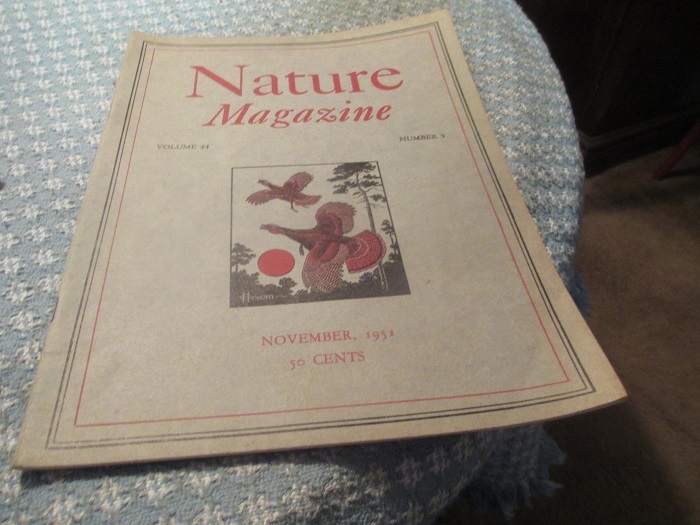 Nature
Magazine
VOLUME 44
NUMBER 9
NOVEMBER, 1951
50 CENTS